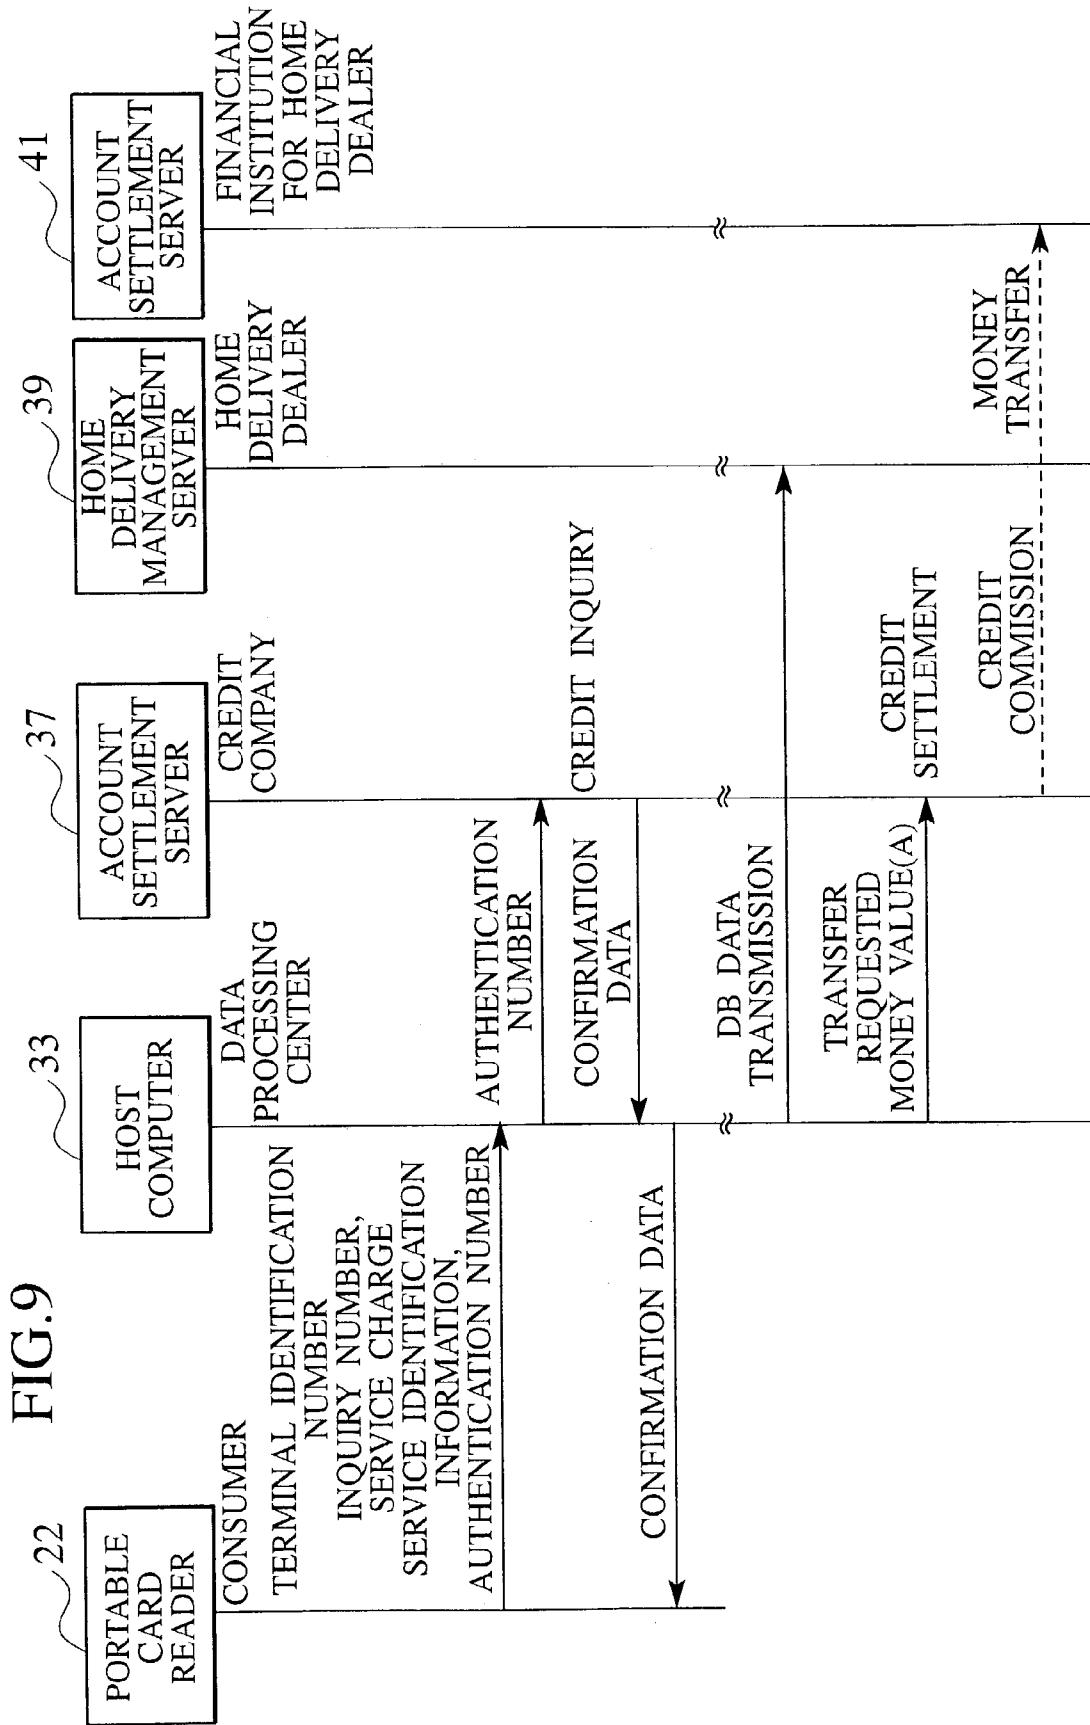 FIG.9
22
PORTABLE
CARD
READER
CONSUMER
33
HOST
COMPUTER
DATA
PROCESSING
CENTER
37
ACCOUNT
SETTLEMENT
SERVER
CREDIT
COMPANY
39
HOME
DELIVERY
MANAGEMENT
SERVER
HOME
DELIVERY
DEALER
41
ACCOUNT
SETTLEMENT
SERVER
FINANCIAL
INSTITUTION
FOR HOME
DELIVERY
DEALER
TERMINAL IDENTIFICATION
NUMBER
INQUIRY NUMBER,
SERVICE CHARGE
SERVICE IDENTIFICATION
INFORMATION,
AUTHENTICATION NUMBER
AUTHENTICATION
NUMBER
CREDIT INQUIRY
CONFIRMATION
DATA
CONFIRMATION DATA
DB DATA
TRANSMISSION
TRANSFER
REQUESTED
MONEY VALUE(A)
CREDIT
SETTLEMENT
CREDIT
COMMISSION
MONEY
TRANSFER